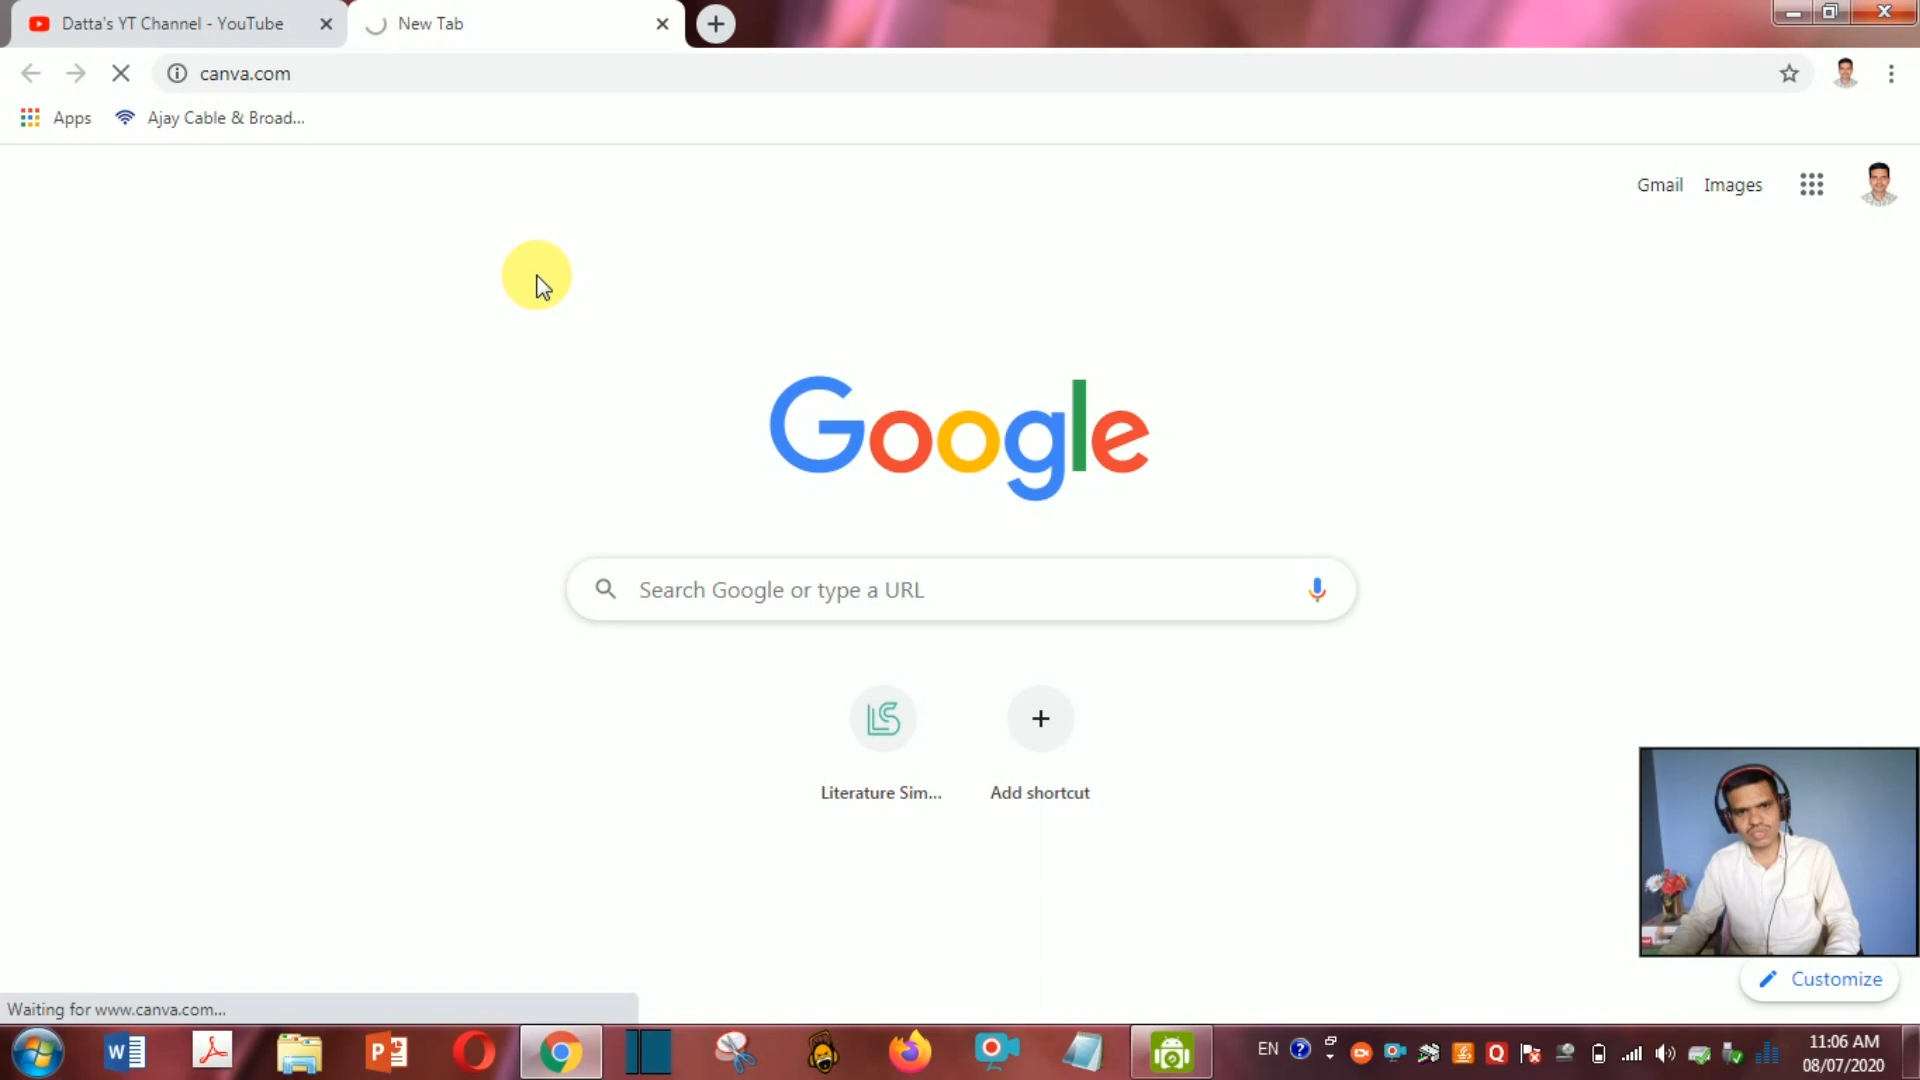 Datta's YT Channel - YouTube
New Tab
canva.com
Apps
Ajay Cable & Broad...
Gmail
Images
Google
Search Google or type a URL
LS
Literature Sim...
Add shortcut
Customize
Waiting for www.canva.com...
EN
11:06 AM
08/07/2020